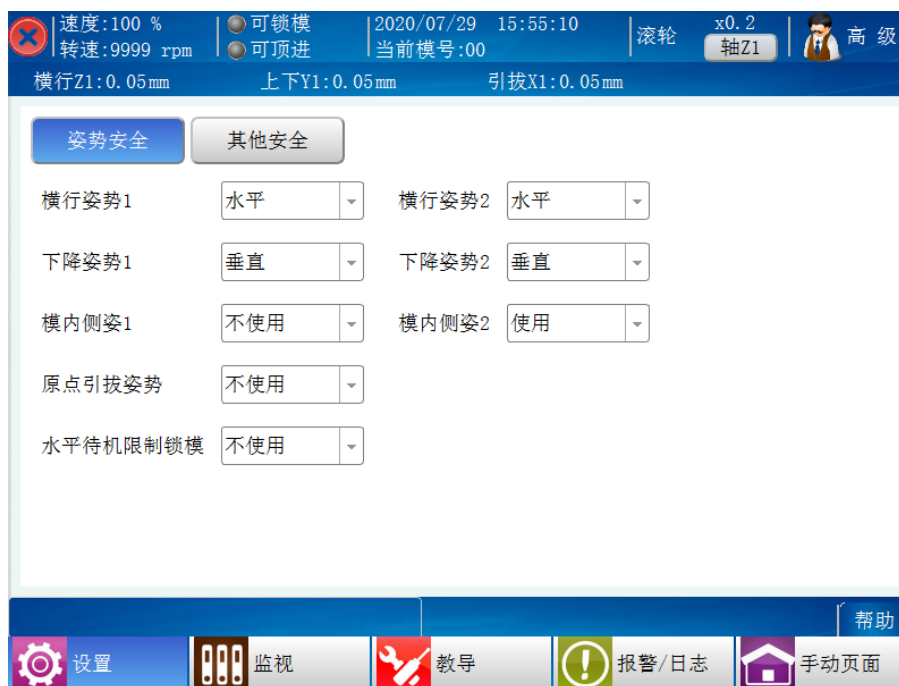 速度:100 % 可锁模 2020/07/29 15:55:10 滚轮 x0.2 高 级
转速:9999 rpm 可顶进 当前模号:00 轴Z1
横行Z1:0.05mm 上下Y1:0.05mm 引拔X1:0.05mm
姿势安全 其他安全
横行姿势1 水平 横行姿势2 水平
下降姿势1 垂直 下降姿势2 垂直
模内侧姿1 不使用 模内侧姿2 使用
原点引拔姿势 不使用
水平待机限制锁模 不使用
帮助
设置 监视 教导 报警/日志 手动页面